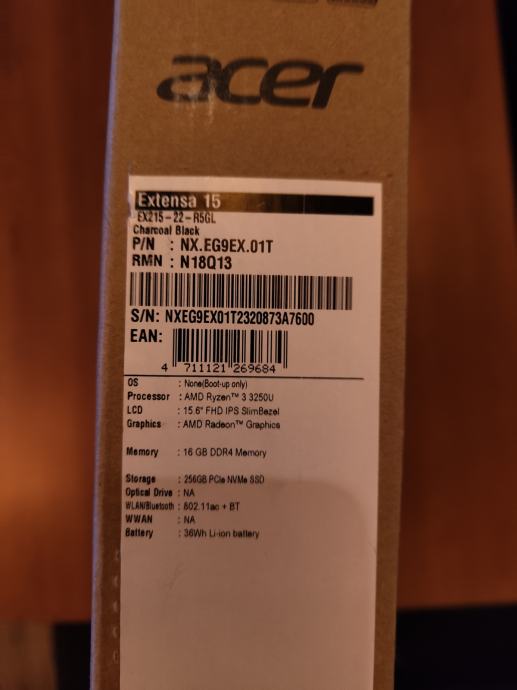 acer
Extensa 15
EX215-22-R5GL
Charcoal Black
P/N : NX.EG9EX.01T
RMN : N18Q13
S/N: NXEG9EX01T2320873A7600
EAN:
4 711121 269684
OS : None(Boot-up only)
Processor : AMD Ryzen™ 3 3250U
LCD : 15.6" FHD IPS SlimBezel
Graphics : AMD Radeon™ Graphics
Memory : 16 GB DDR4 Memory
Storage : 256GB PCIe NVMe SSD
Optical Drive : NA
WLAN/Bluetooth : 802.11ac + BT
WWAN : NA
Battery : 36Wh Li-ion battery